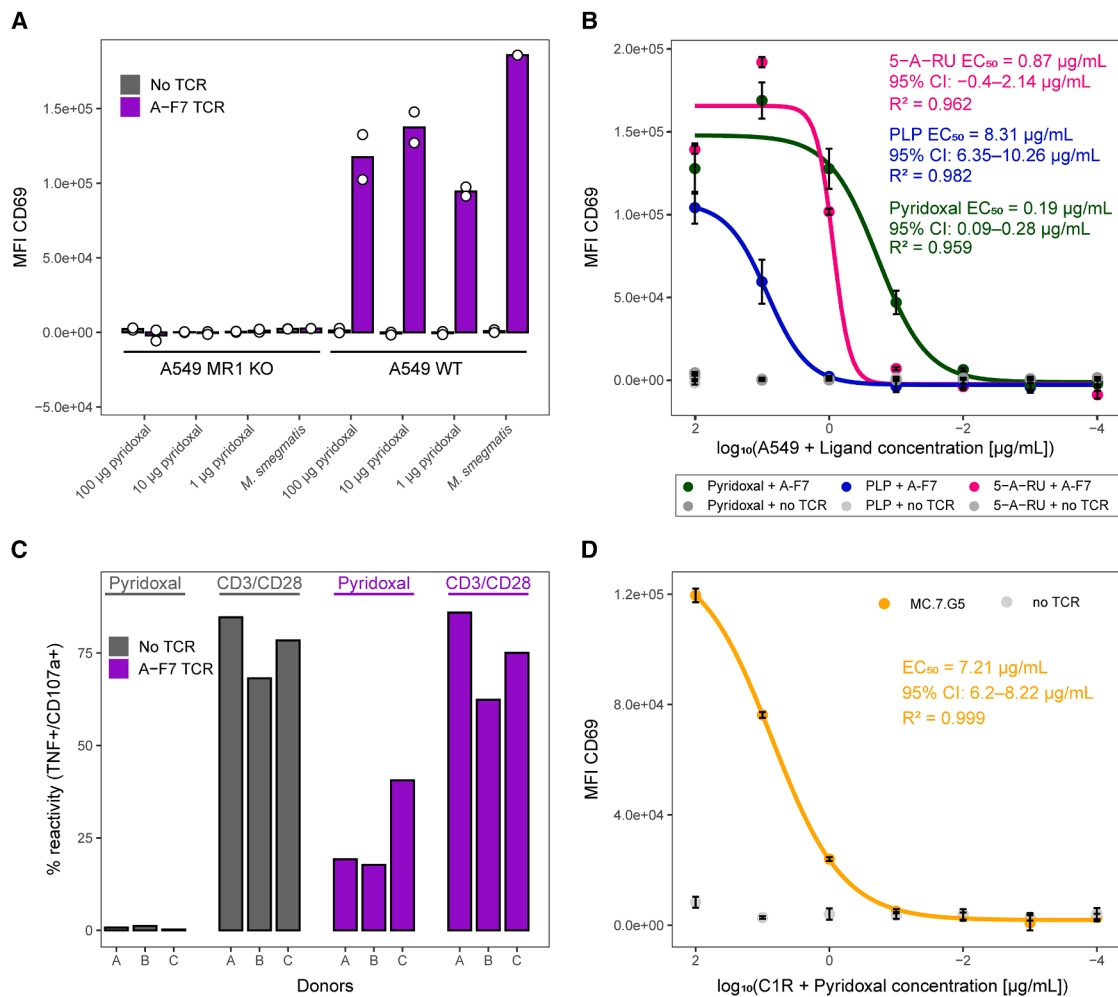 A
MFI CD69
1.5e+05
1.0e+05
5.0e+04
0.0e+00
−5.0e+04
No TCR
A−F7 TCR
A549 MR1 KO
A549 WT
100 µg pyridoxal
10 µg pyridoxal
1 µg pyridoxal
M. smegmatis
100 µg pyridoxal
10 µg pyridoxal
1 µg pyridoxal
M. smegmatis
B
MFI CD69
2.0e+05
1.5e+05
1.0e+05
5.0e+04
0.0e+00
5−A−RU EC₅₀ = 0.87 µg/mL
95% CI: −0.4–2.14 µg/mL
R² = 0.962
PLP EC₅₀ = 8.31 µg/mL
95% CI: 6.35–10.26 µg/mL
R² = 0.982
Pyridoxal EC₅₀ = 0.19 µg/mL
95% CI: 0.09–0.28 µg/mL
R² = 0.959
2
0
−2
−4
log₁₀(A549 + Ligand concentration [µg/mL])
Pyridoxal + A-F7
PLP + A-F7
5−A−RU + A-F7
Pyridoxal + no TCR
PLP + no TCR
5−A−RU + no TCR
C
% reactivity (TNF+/CD107a+)
75
50
25
0
Pyridoxal
CD3/CD28
Pyridoxal
CD3/CD28
No TCR
A−F7 TCR
A B C A B C A B C A B C
Donors
D
MFI CD69
1.2e+05
8.0e+04
4.0e+04
0.0e+00
MC.7.G5
no TCR
EC₅₀ = 7.21 µg/mL
95% CI: 6.2–8.22 µg/mL
R² = 0.999
2
0
−2
−4
log₁₀(C1R + Pyridoxal concentration [µg/mL])